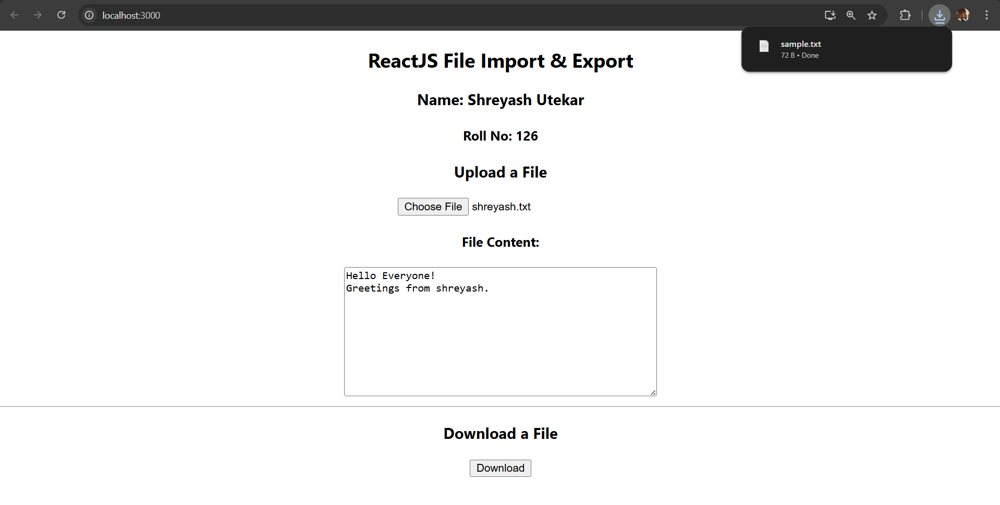 localhost:3000
sample.txt
72 B • Done
ReactJS File Import & Export
Name: Shreyash Utekar
Roll No: 126
Upload a File
Choose File shreyash.txt
File Content:
Hello Everyone!
Greetings from shreyash.
Download a File
Download